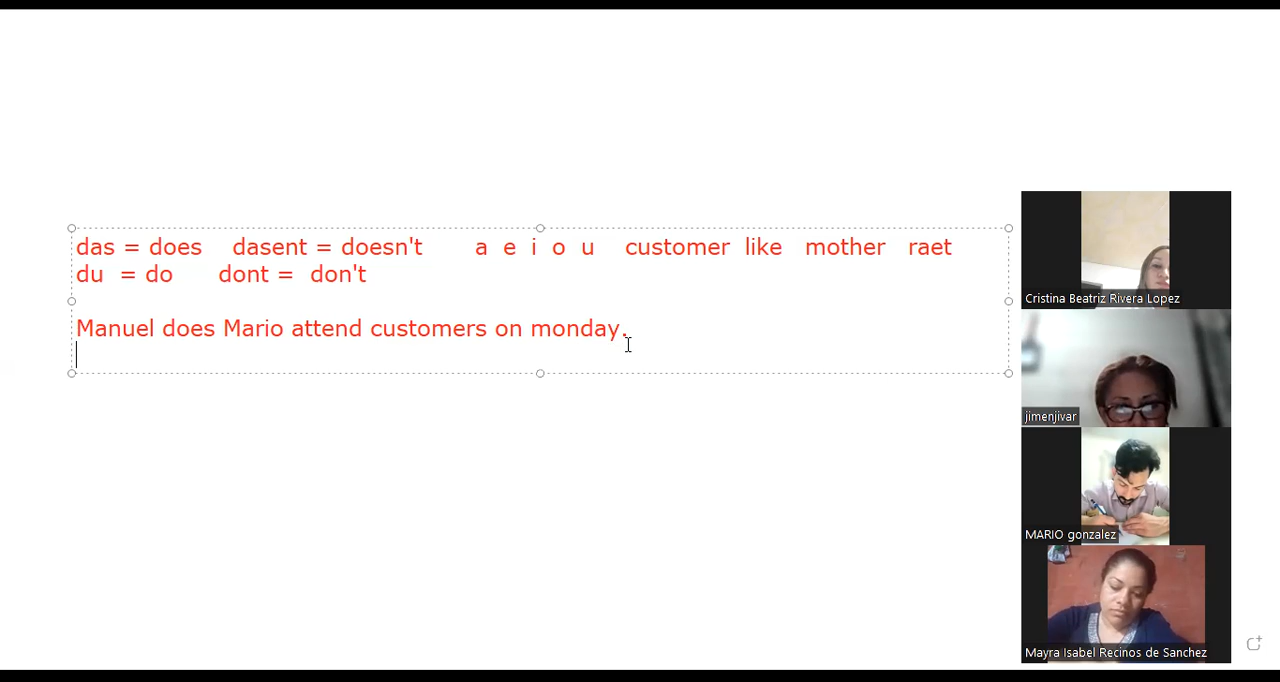 das = does dasent = doesn't a e i o u customer like mother raet
du = do dont = don't
Manuel does Mario attend customers on monday.
Cristina Beatriz Rivera Lopez
jimenjivar
MARIO gonzalez
Mayra Isabel Recinos de Sanchez